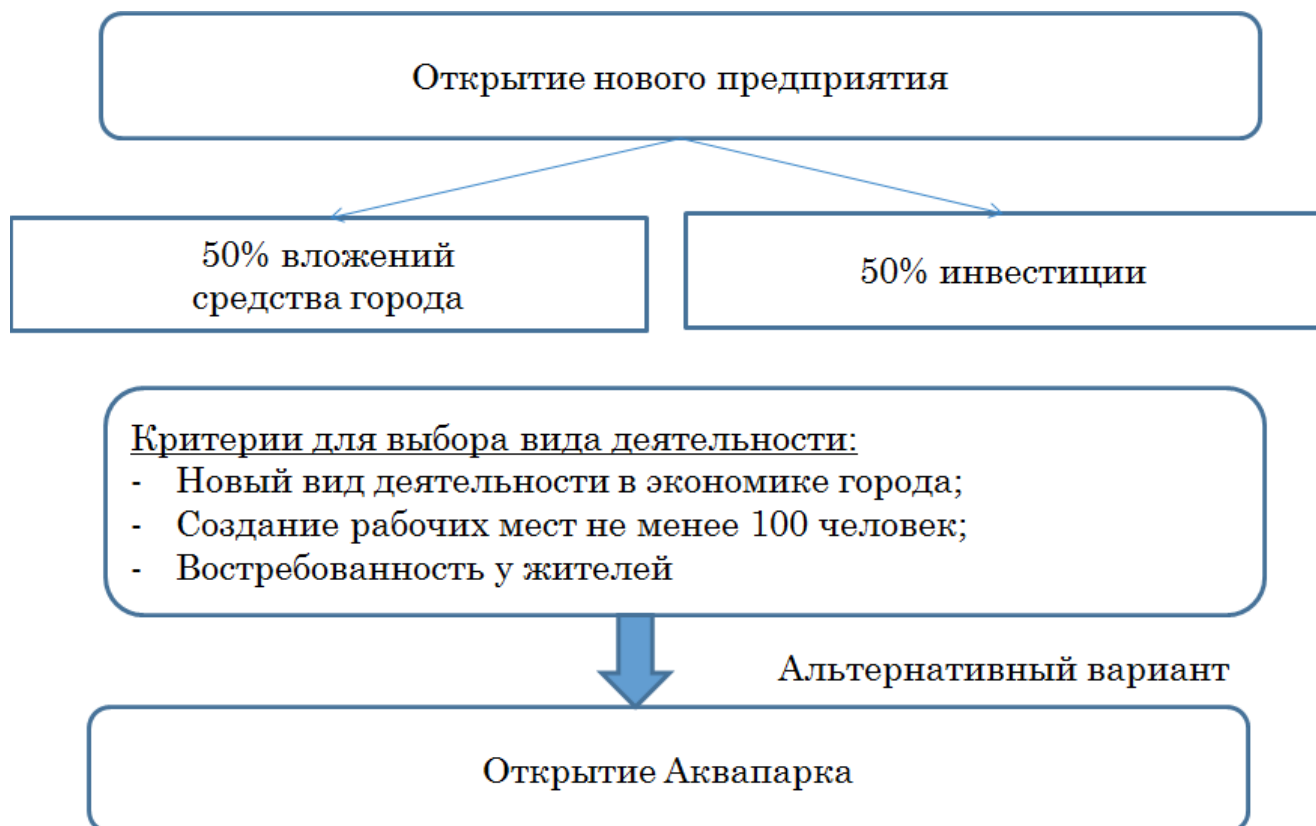 Открытие нового предприятия
50% вложений
средства города
50% инвестиции
Критерии для выбора вида деятельности:
- Новый вид деятельности в экономике города;
- Создание рабочих мест не менее 100 человек;
- Востребованность у жителей
Альтернативный вариант
Открытие Аквапарка